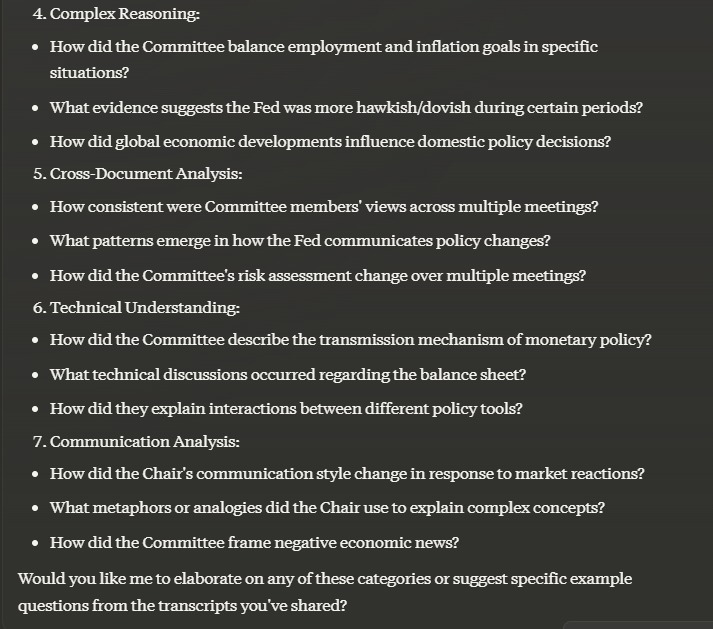 4. Complex Reasoning:
• How did the Committee balance employment and inflation goals in specific
situations?
• What evidence suggests the Fed was more hawkish/dovish during certain periods?
• How did global economic developments influence domestic policy decisions?
5. Cross-Document Analysis:
• How consistent were Committee members' views across multiple meetings?
• What patterns emerge in how the Fed communicates policy changes?
• How did the Committee's risk assessment change over multiple meetings?
6. Technical Understanding:
• How did the Committee describe the transmission mechanism of monetary policy?
• What technical discussions occurred regarding the balance sheet?
• How did they explain interactions between different policy tools?
7. Communication Analysis:
• How did the Chair's communication style change in response to market reactions?
• What metaphors or analogies did the Chair use to explain complex concepts?
• How did the Committee frame negative economic news?
Would you like me to elaborate on any of these categories or suggest specific example
questions from the transcripts you've shared?